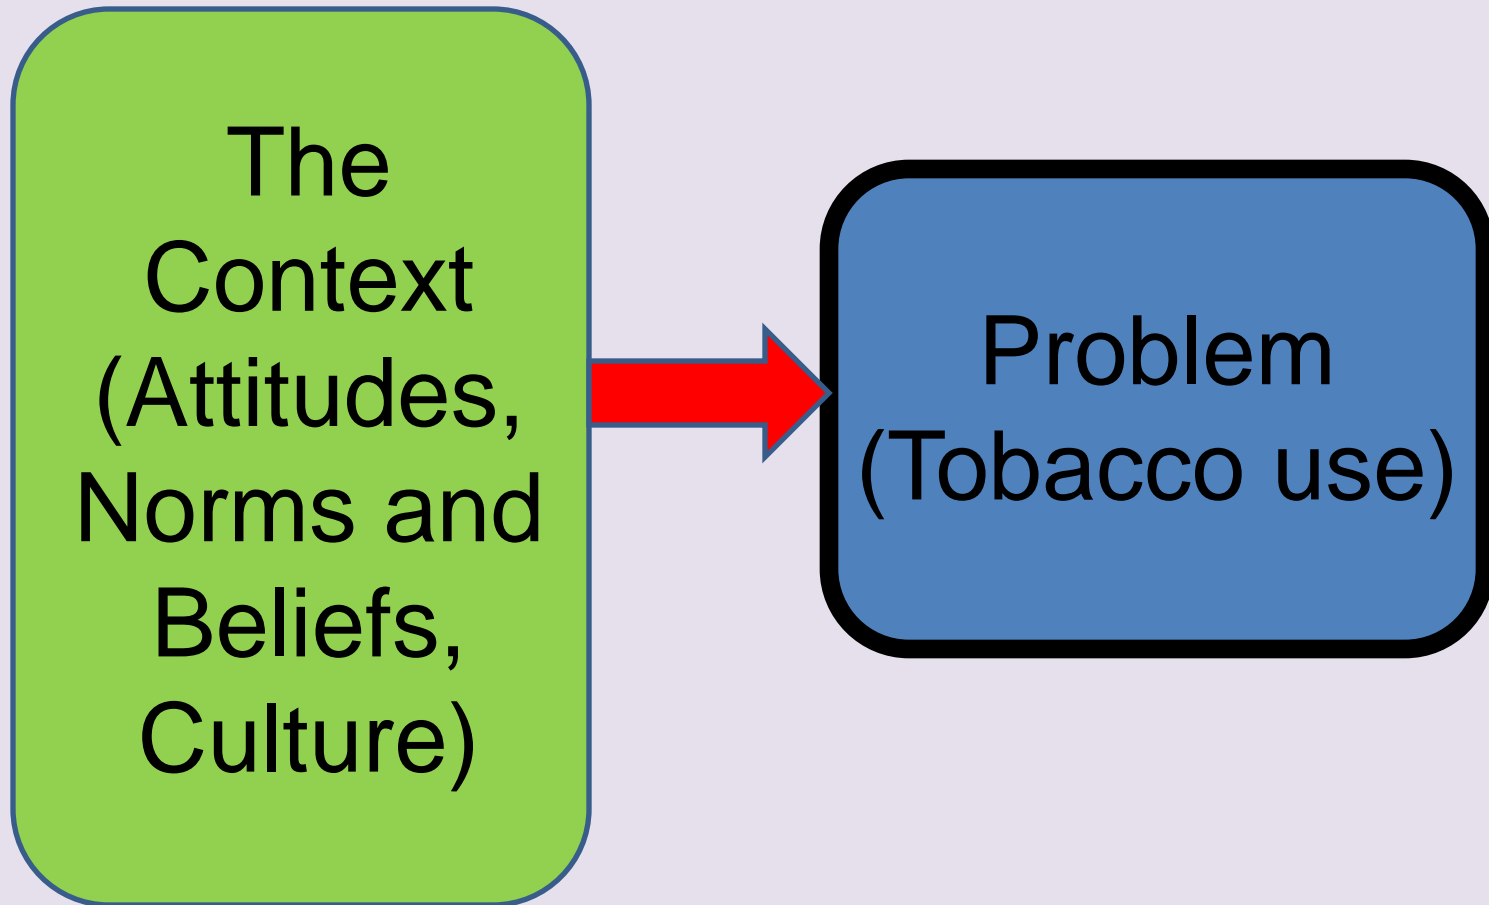 The
Context
(Attitudes,
Norms and
Beliefs,
Culture)
Problem
(Tobacco use)